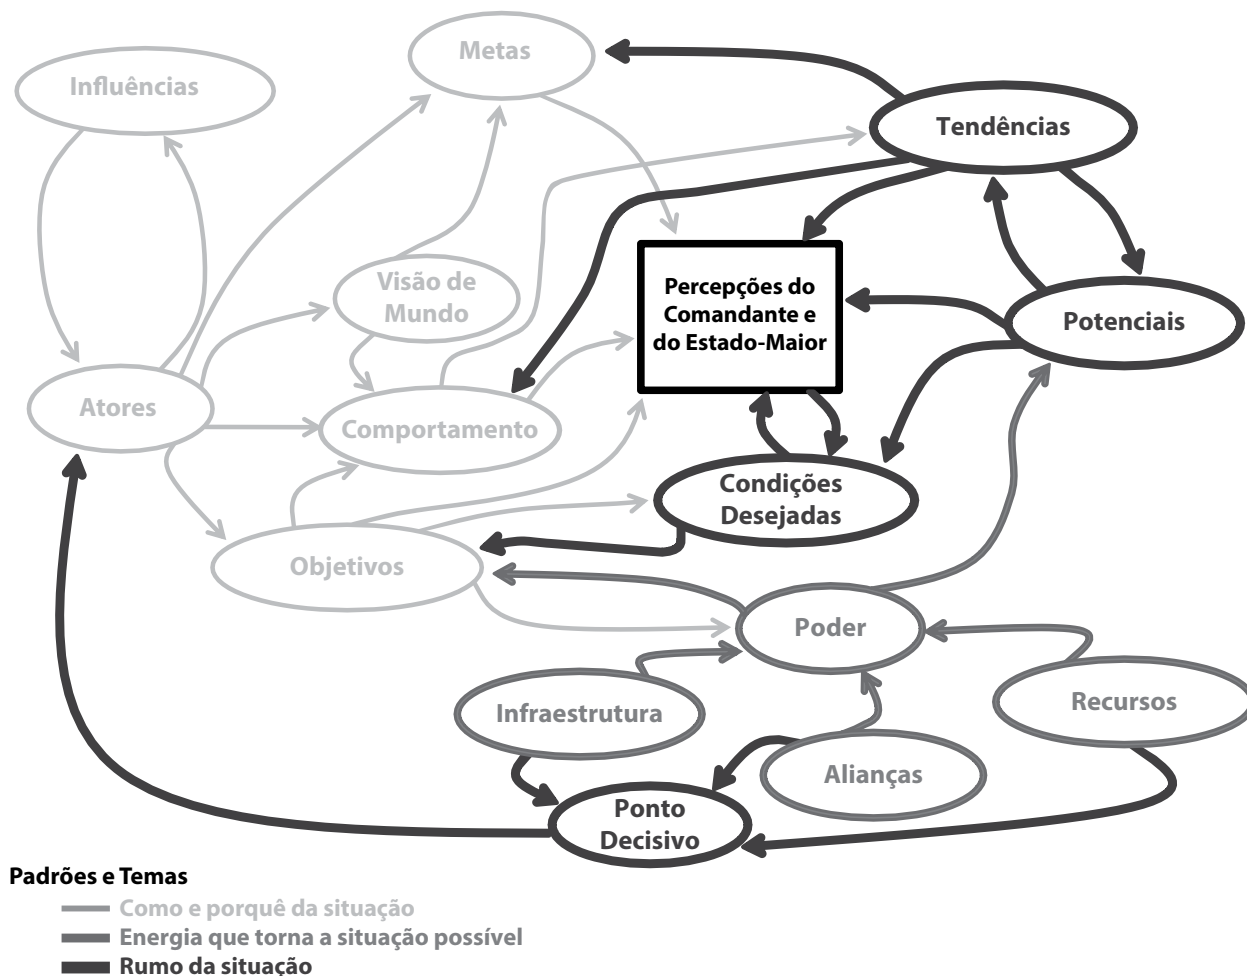 Metas
Influências
Tendências
Visão de
Mundo
Percepções do
Comandante e
do Estado-Maior
Potenciais
Atores
Comportamento
Condições
Desejadas
Objetivos
Poder
Infraestrutura
Recursos
Alianças
Ponto
Decisivo
Padrões e Temas
Como e porquê da situação
Energia que torna a situação possível
Rumo da situação